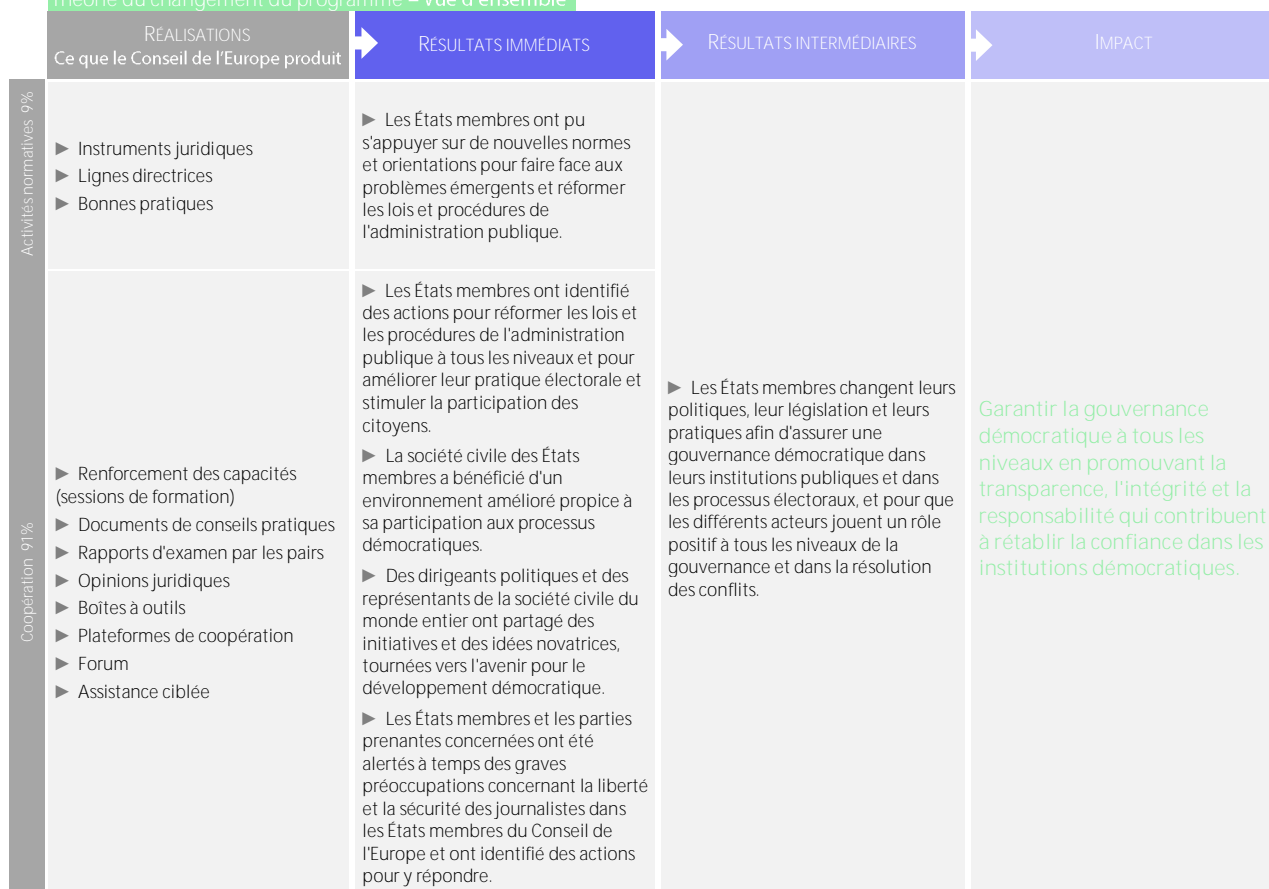 Théorie du changement du programme – Vue d'ensemble
RÉALISATIONS
Ce que le Conseil de l'Europe produit
RÉSULTATS IMMÉDIATS
RÉSULTATS INTERMÉDIAIRES
IMPACT
Activités normatives 9%
► Instruments juridiques
► Lignes directrices
► Bonnes pratiques
► Les États membres ont pu
s'appuyer sur de nouvelles normes
et orientations pour faire face aux
problèmes émergents et réformer
les lois et procédures de
l'administration publique.
Coopération 91%
► Renforcement des capacités
(sessions de formation)
► Documents de conseils pratiques
► Rapports d'examen par les pairs
► Opinions juridiques
► Boîtes à outils
► Plateformes de coopération
► Forum
► Assistance ciblée
► Les États membres ont identifié
des actions pour réformer les lois et
les procédures de l'administration
publique à tous les niveaux et pour
améliorer leur pratique électorale et
stimuler la participation des
citoyens.
► La société civile des États
membres a bénéficié d'un
environnement amélioré propice à
sa participation aux processus
démocratiques.
► Des dirigeants politiques et des
représentants de la société civile du
monde entier ont partagé des
initiatives et des idées novatrices,
tournées vers l'avenir pour le
développement démocratique.
► Les États membres et les parties
prenantes concernées ont été
alertés à temps des graves
préoccupations concernant la liberté
et la sécurité des journalistes dans
les États membres du Conseil de
l'Europe et ont identifié des actions
pour y répondre.
► Les États membres changent leurs
politiques, leur législation et leurs
pratiques afin d'assurer une
gouvernance démocratique dans
leurs institutions publiques et dans
les processus électoraux, et pour que
les différents acteurs jouent un rôle
positif à tous les niveaux de la
gouvernance et dans la résolution
des conflits.
Garantir la gouvernance
démocratique à tous les
niveaux en promouvant la
transparence, l'intégrité et la
responsabilité qui contribuent
à rétablir la confiance dans les
institutions démocratiques.